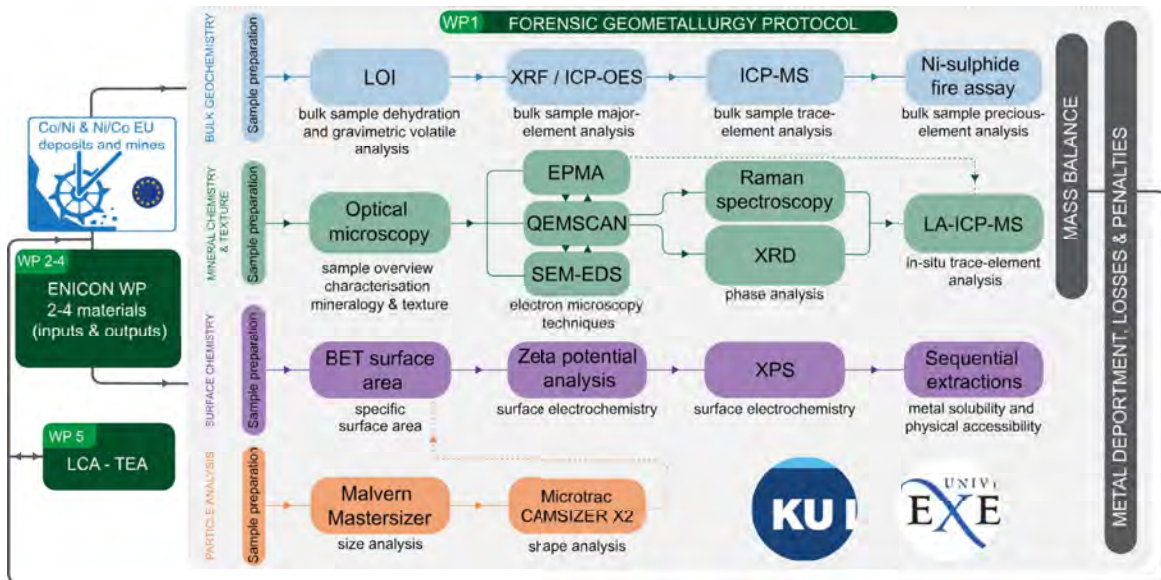 WP1 FORENSIC GEOMETALLURGY PROTOCOL
BULK GEOCHEMISTRY
Sample preparation
LOI
bulk sample dehydration
and gravimetric volatile
analysis
XRF / ICP-OES
bulk sample major-
element analysis
ICP-MS
bulk sample trace-
element analysis
Ni-sulphide
fire assay
bulk sample precious-
element analysis
Co/Ni & Ni/Co EU
deposits and mines
MINERAL CHEMISTRY
& TEXTURE
Sample preparation
Optical
microscopy
sample overview
characterisation
mineralogy & texture
EPMA
QEMSCAN
SEM-EDS
electron microscopy
techniques
Raman
spectroscopy
XRD
phase analysis
LA-ICP-MS
in-situ trace-element
analysis
WP 2-4
ENICON WP
2-4 materials
(inputs & outputs)
SURFACE CHEMISTRY
Sample preparation
BET surface
area
specific
surface area
Zeta potential
analysis
surface electrochemistry
XPS
surface electrochemistry
Sequential
extractions
metal solubility and
physical accessibility
WP 5
LCA - TEA
PARTICLE ANALYSIS
Sample preparation
Malvern
Mastersizer
size analysis
Microtrac
CAMSIZER X2
shape analysis
KU L
UNIVE
EXE
MASS BALANCE
METAL DEPORTMENT, LOSSES & PENALTIES